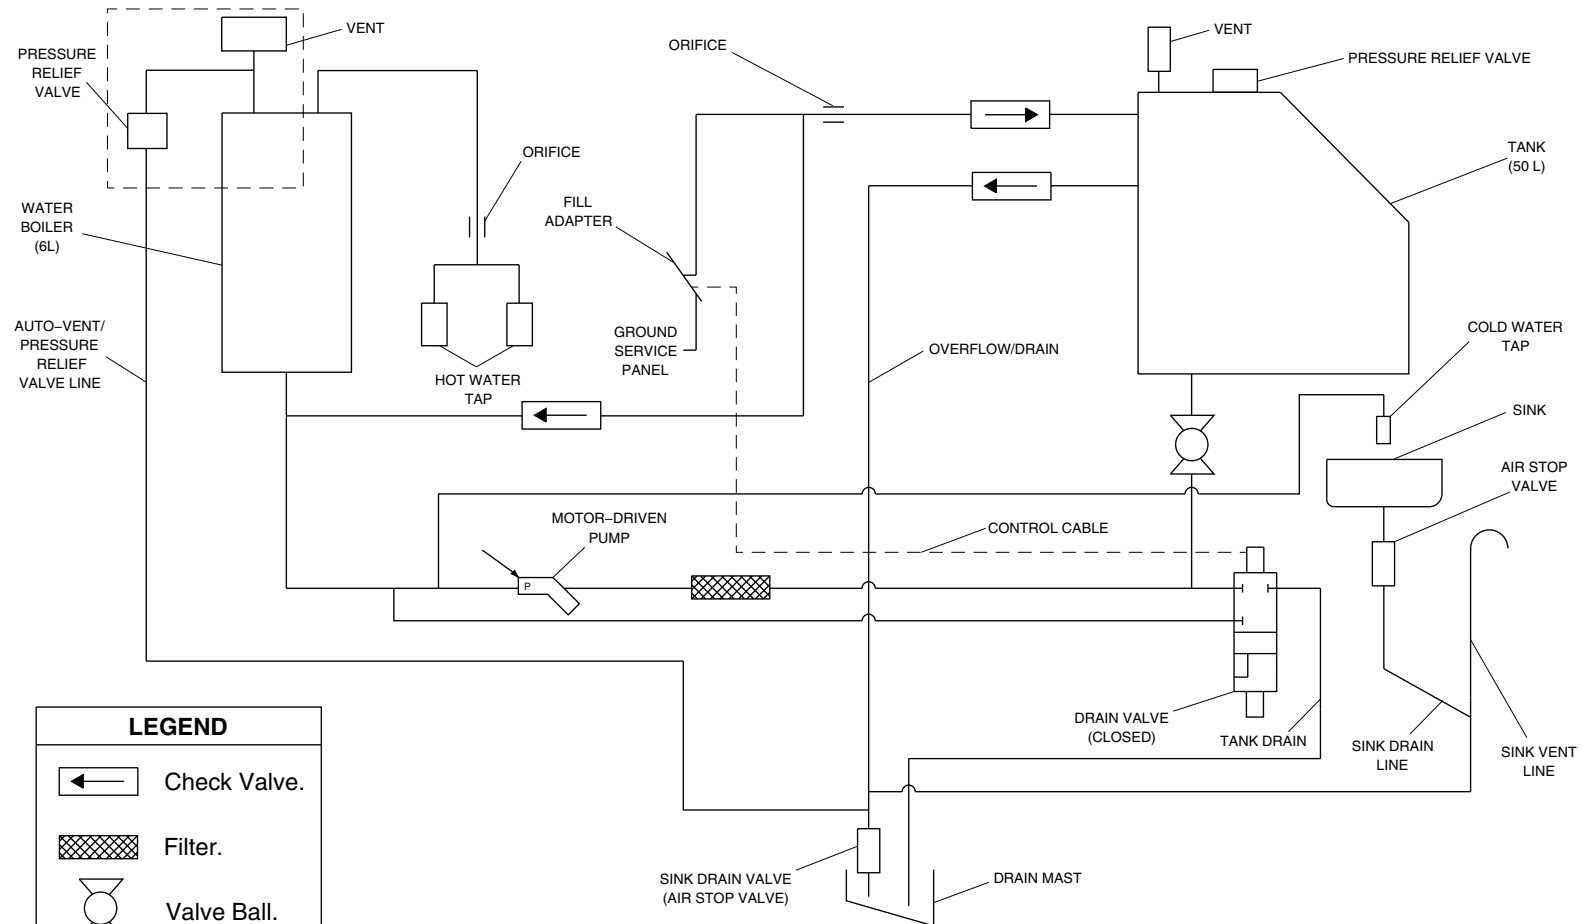 VENT
PRESSURE
RELIEF
VALVE
WATER
BOILER
(6L)
AUTO–VENT/
PRESSURE
RELIEF
VALVE LINE
ORIFICE
HOT WATER
TAP
ORIFICE
FILL
ADAPTER
GROUND
SERVICE
PANEL
VENT
PRESSURE RELIEF VALVE
TANK
(50 L)
OVERFLOW/DRAIN
COLD WATER
TAP
SINK
AIR STOP
VALVE
MOTOR–DRIVEN
PUMP
P
CONTROL CABLE
DRAIN VALVE
(CLOSED)
TANK DRAIN
SINK DRAIN
LINE
SINK VENT
LINE
SINK DRAIN VALVE
(AIR STOP VALVE)
DRAIN MAST
LEGEND
Check Valve.
Filter.
Valve Ball.